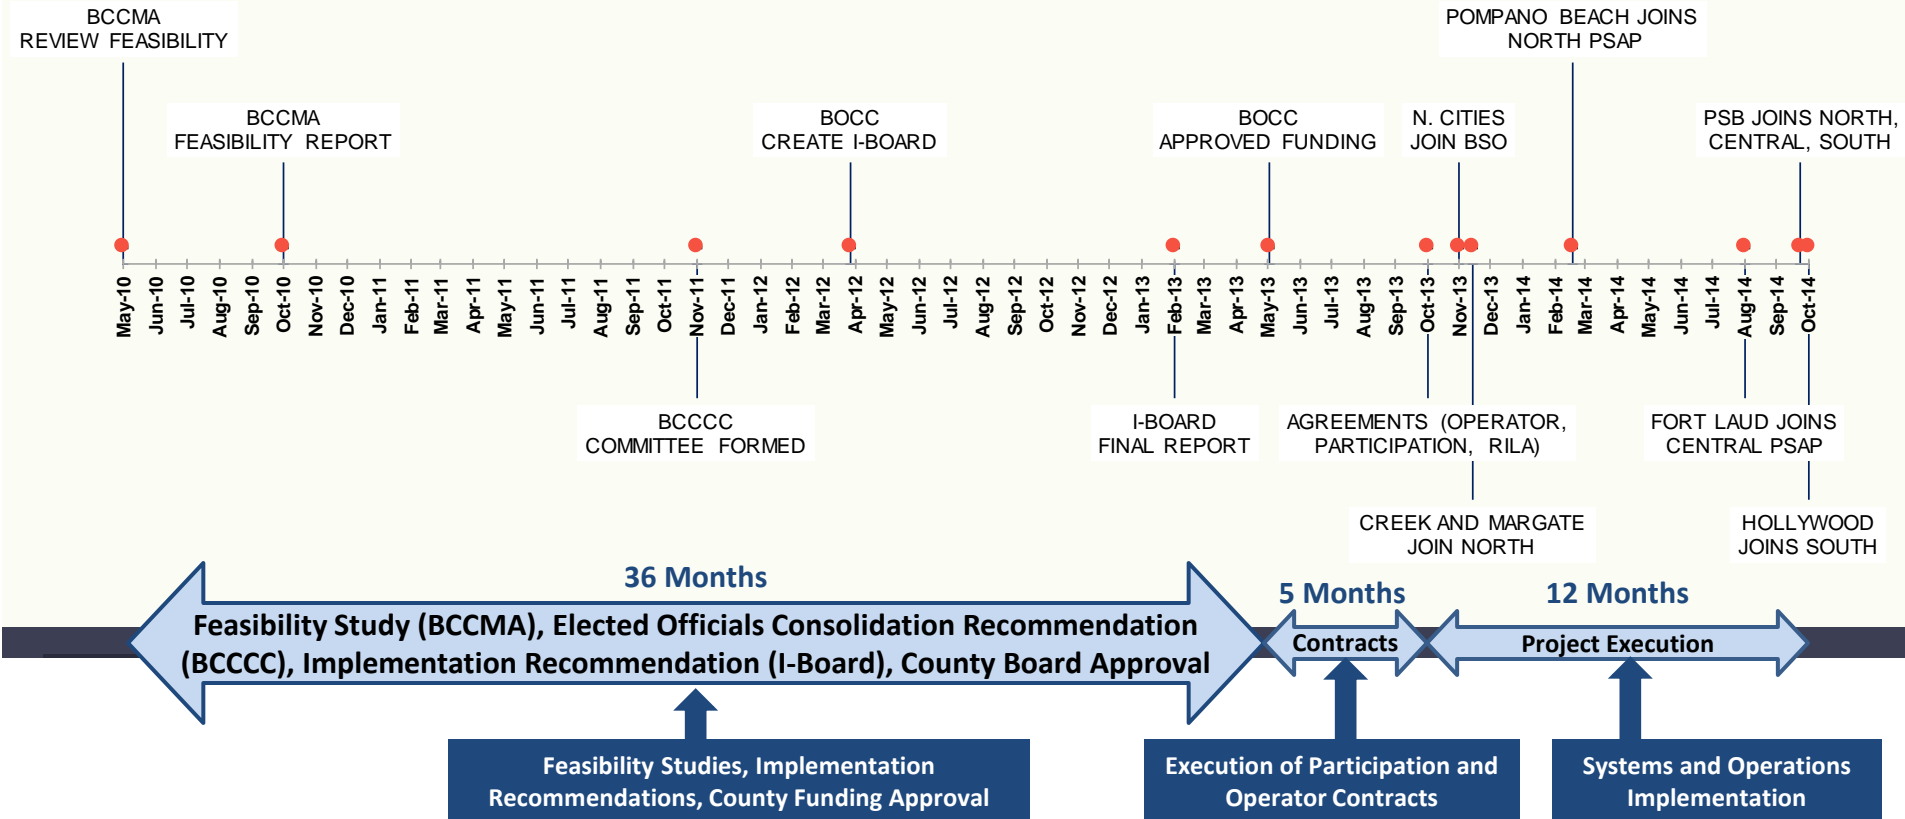 BCCMA
REVIEW FEASIBILITY
POMPANO BEACH JOINS
NORTH PSAP
BCCMA
FEASIBILITY REPORT
BOCC
CREATE I-BOARD
BOCC
APPROVED FUNDING
N. CITIES
JOIN BSO
PSB JOINS NORTH,
CENTRAL, SOUTH
May-10
Jun-10
Jul-10
Aug-10
Sep-10
Oct-10
Nov-10
Dec-10
Jan-11
Feb-11
Mar-11
Apr-11
May-11
Jun-11
Jul-11
Aug-11
Sep-11
Oct-11
Nov-11
Dec-11
Jan-12
Feb-12
Mar-12
Apr-12
May-12
Jun-12
Jul-12
Aug-12
Sep-12
Oct-12
Nov-12
Dec-12
Jan-13
Feb-13
Mar-13
Apr-13
May-13
Jun-13
Jul-13
Aug-13
Sep-13
Oct-13
Nov-13
Dec-13
Jan-14
Feb-14
Mar-14
Apr-14
May-14
Jun-14
Jul-14
Aug-14
Sep-14
Oct-14
BCCCC
COMMITTEE FORMED
I-BOARD
FINAL REPORT
AGREEMENTS (OPERATOR,
PARTICIPATION, RILA)
FORT LAUD JOINS
CENTRAL PSAP
CREEK AND MARGATE
JOIN NORTH
HOLLYWOOD
JOINS SOUTH
36 Months
5 Months
12 Months
Feasibility Study (BCCMA), Elected Officials Consolidation Recommendation
(BCCCC), Implementation Recommendation (I-Board), County Board Approval
Contracts
Project Execution
Feasibility Studies, Implementation
Recommendations, County Funding Approval
Execution of Participation and
Operator Contracts
Systems and Operations
Implementation